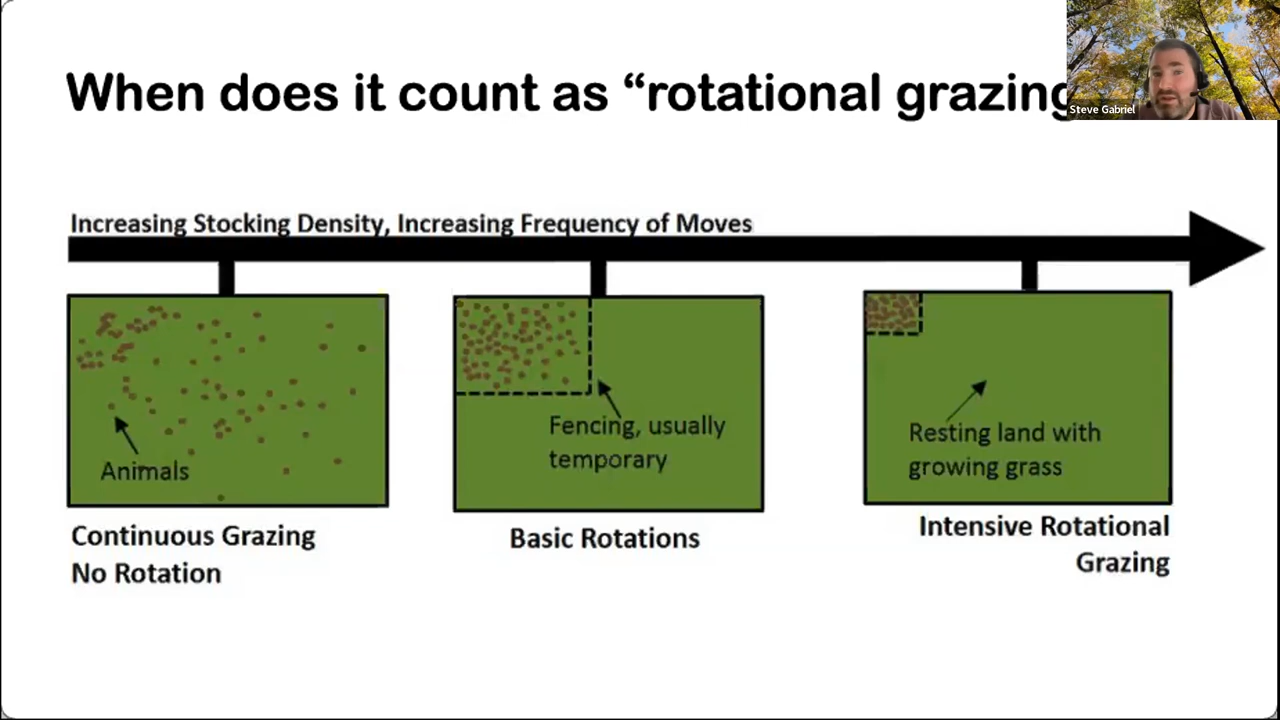 When does it count as “rotational grazing
Steve Gabriel
Increasing Stocking Density, Increasing Frequency of Moves
Animals
Fencing, usually
temporary
Resting land with
growing grass
Continuous Grazing
No Rotation
Basic Rotations
Intensive Rotational
Grazing